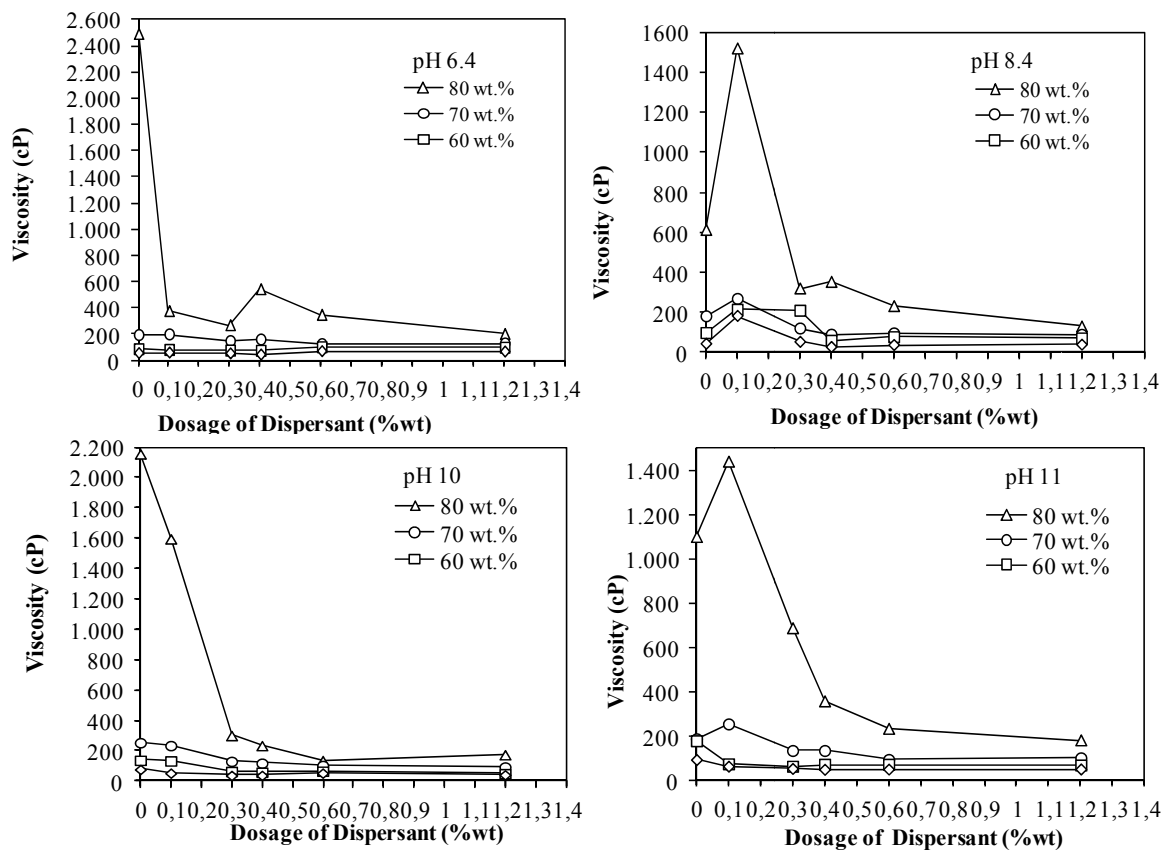 2.600
2.400
2.200
2.000
1.800
1.600
1.400
1.200
1.000
800
600
400
200
0
Viscosity (cP)
pH 6.4
80 wt.%
70 wt.%
60 wt.%
0 0,10,20,30,40,50,60,70,80,9 1 1,11,21,31,4
Dosage of Dispersant (%wt)
1600
1400
1200
1000
800
600
400
200
0
Viscosity (cP)
pH 8.4
80 wt.%
70 wt.%
60 wt.%
0 0,10,20,30,40,50,60,70,80,9 1 1,11,21,31,4
Dosage of Dispersant (%wt)
2.200
2.000
1.800
1.600
1.400
1.200
1.000
800
600
400
200
0
Viscosity (cP)
pH 10
80 wt.%
70 wt.%
60 wt.%
0 0,10,20,30,40,50,60,70,80,9 1 1,11,21,31,4
Dosage of Dispersant (%wt)
1.400
1.200
1.000
800
600
400
200
0
Viscosity (cP)
pH 11
80 wt.%
70 wt.%
60 wt.%
0 0,10,20,30,40,50,60,70,80,9 1 1,11,21,31,4
Dosage of Dispersant (%wt)